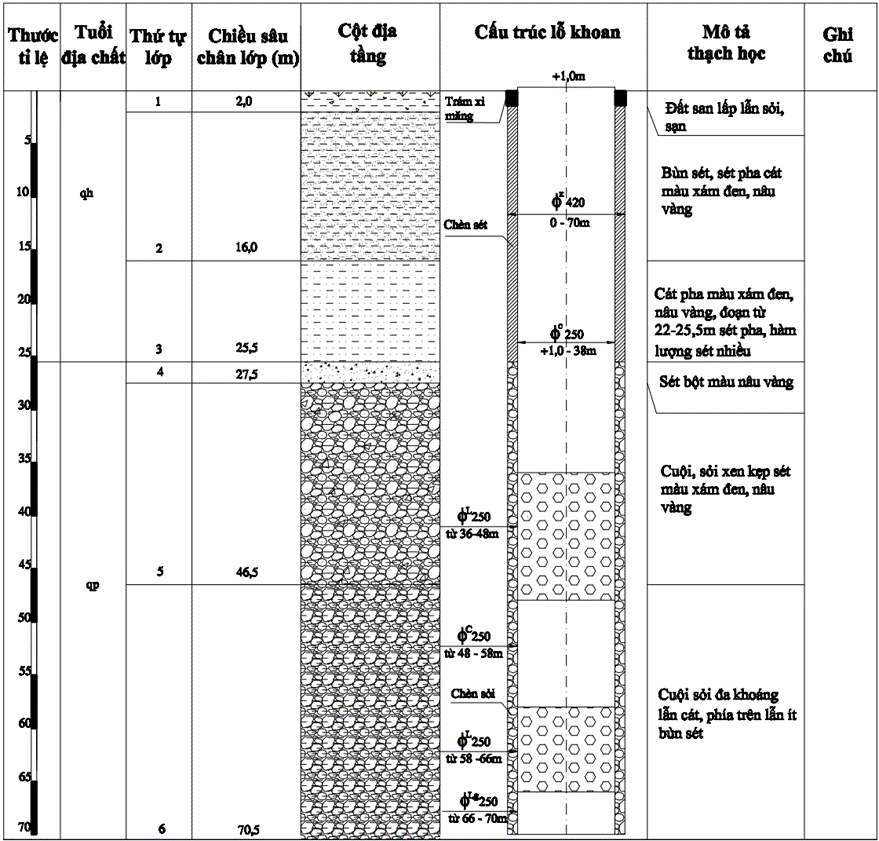 Thước tỉ lệ
Tuổi địa chất
Thứ tự lớp
Chiều sâu chân lớp (m)
Cột địa tầng
Cấu trúc lỗ khoan
Mô tả thạch học
Ghi chú
+1,0m
1
2,0
Trám xi
măng
Đất san lấp lẫn sỏi,
sạn
5
10
qh
Bùn sét, sét pha cát
màu xám đen, nâu
vàng
ϕˣ420
0 - 70m
Chèn sét
15
2
16,0
20
Cát pha màu xám đen,
nâu vàng, đoạn từ
22-25,5m sét pha, hàm
lượng sét nhiều
ϕᶜ250
+1,0 - 38m
25
3
25,5
4
27,5
Sét bột màu nâu vàng
30
35
Cuội, sỏi xen kẹp sét
màu xám đen, nâu
vàng
40
ϕᴸ250
từ 36-48m
45
5
46,5
qp
50
ϕᶜ250
từ 48 - 58m
55
Chèn sỏi
Cuội sỏi đa khoáng
lẫn cát, phía trên lẫn ít
bùn sét
60
ϕᴸ250
từ 58 -66m
65
250
từ 66 - 70m
70
6
70,5